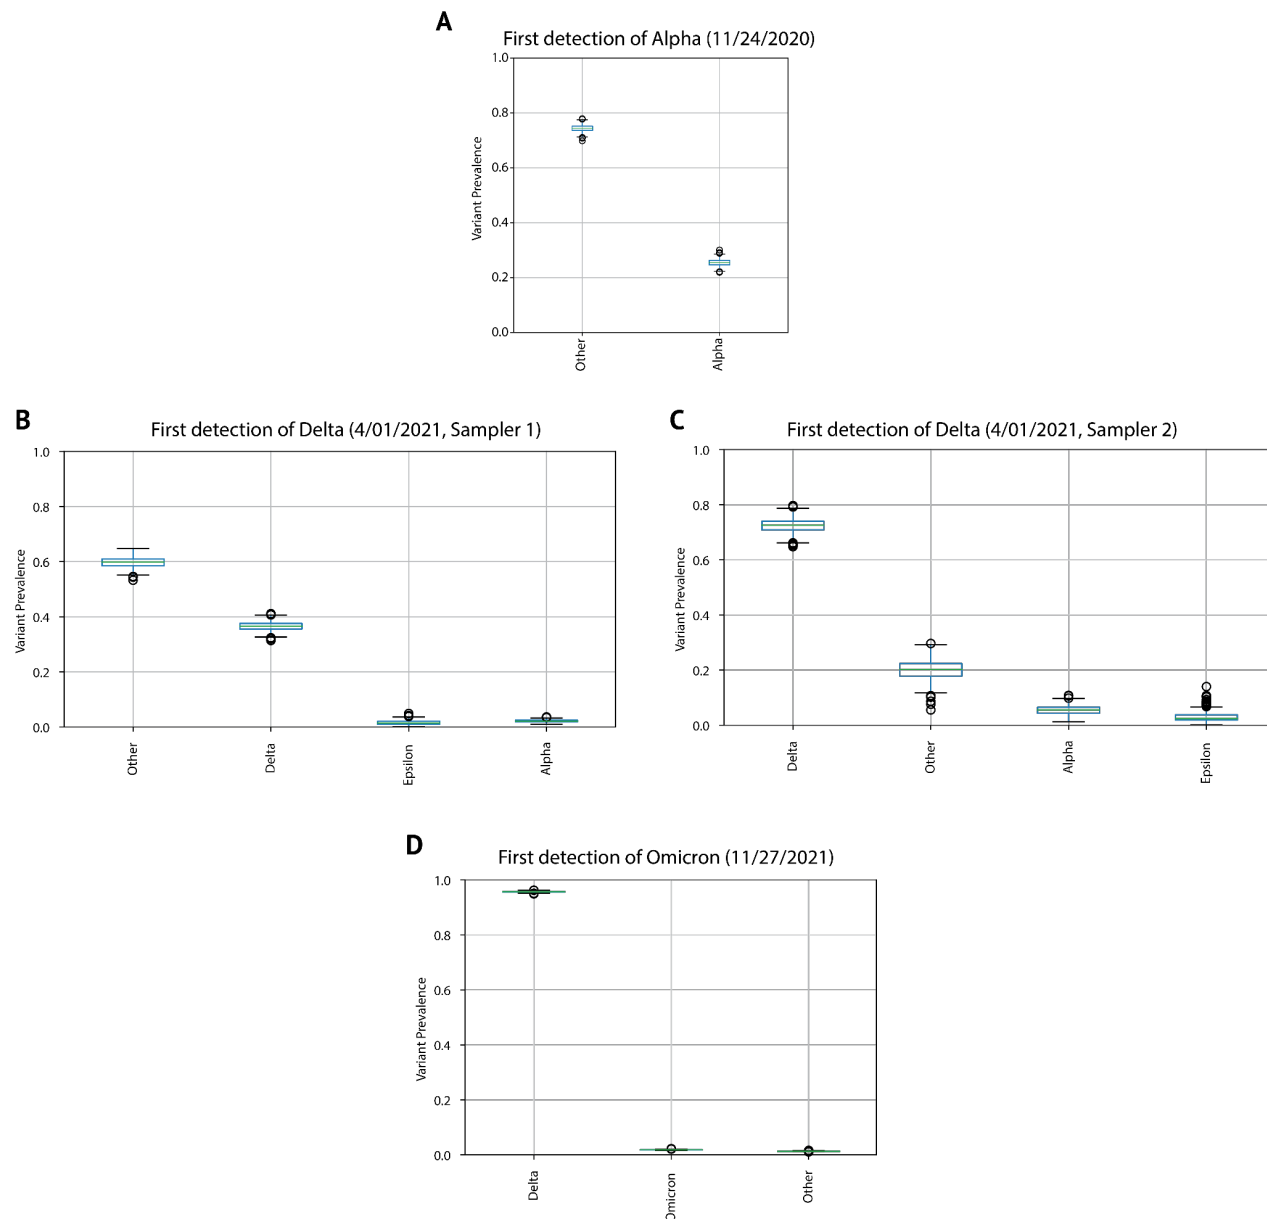 A
First detection of Alpha (11/24/2020)
1.0
0.8
0.6
0.4
0.2
0.0
Variant Prevalence
Other
Alpha
B
First detection of Delta (4/01/2021, Sampler 1)
1.0
0.8
0.6
0.4
0.2
0.0
Variant Prevalence
Other
Delta
Epsilon
Alpha
C
First detection of Delta (4/01/2021, Sampler 2)
1.0
0.8
0.6
0.4
0.2
0.0
Variant Prevalence
Delta
Other
Alpha
Epsilon
D
First detection of Omicron (11/27/2021)
1.0
0.8
0.6
0.4
0.2
0.0
Variant Prevalence
Delta
Omicron
Other